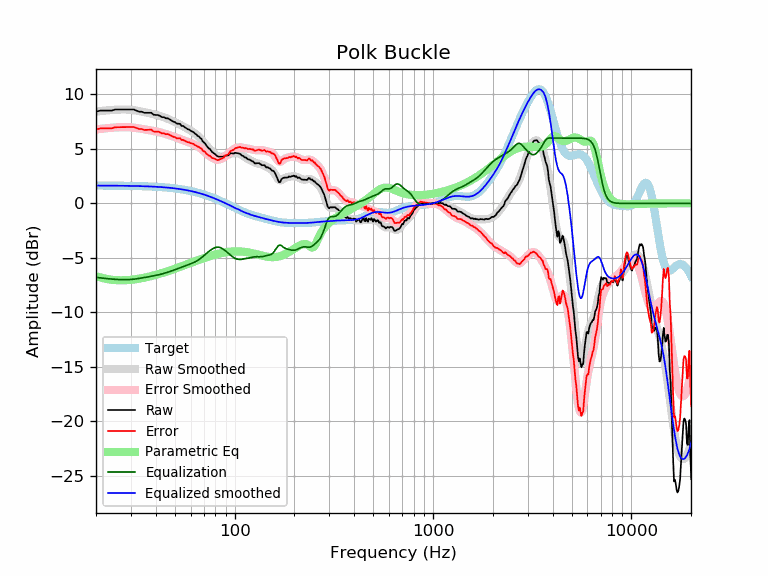 Polk Buckle
10
5
0
−5
−10
−15
−20
−25
Amplitude (dBr)
Target
Raw Smoothed
Error Smoothed
Raw
Error
Parametric Eq
Equalization
Equalized smoothed
100 1000 10000
Frequency (Hz)